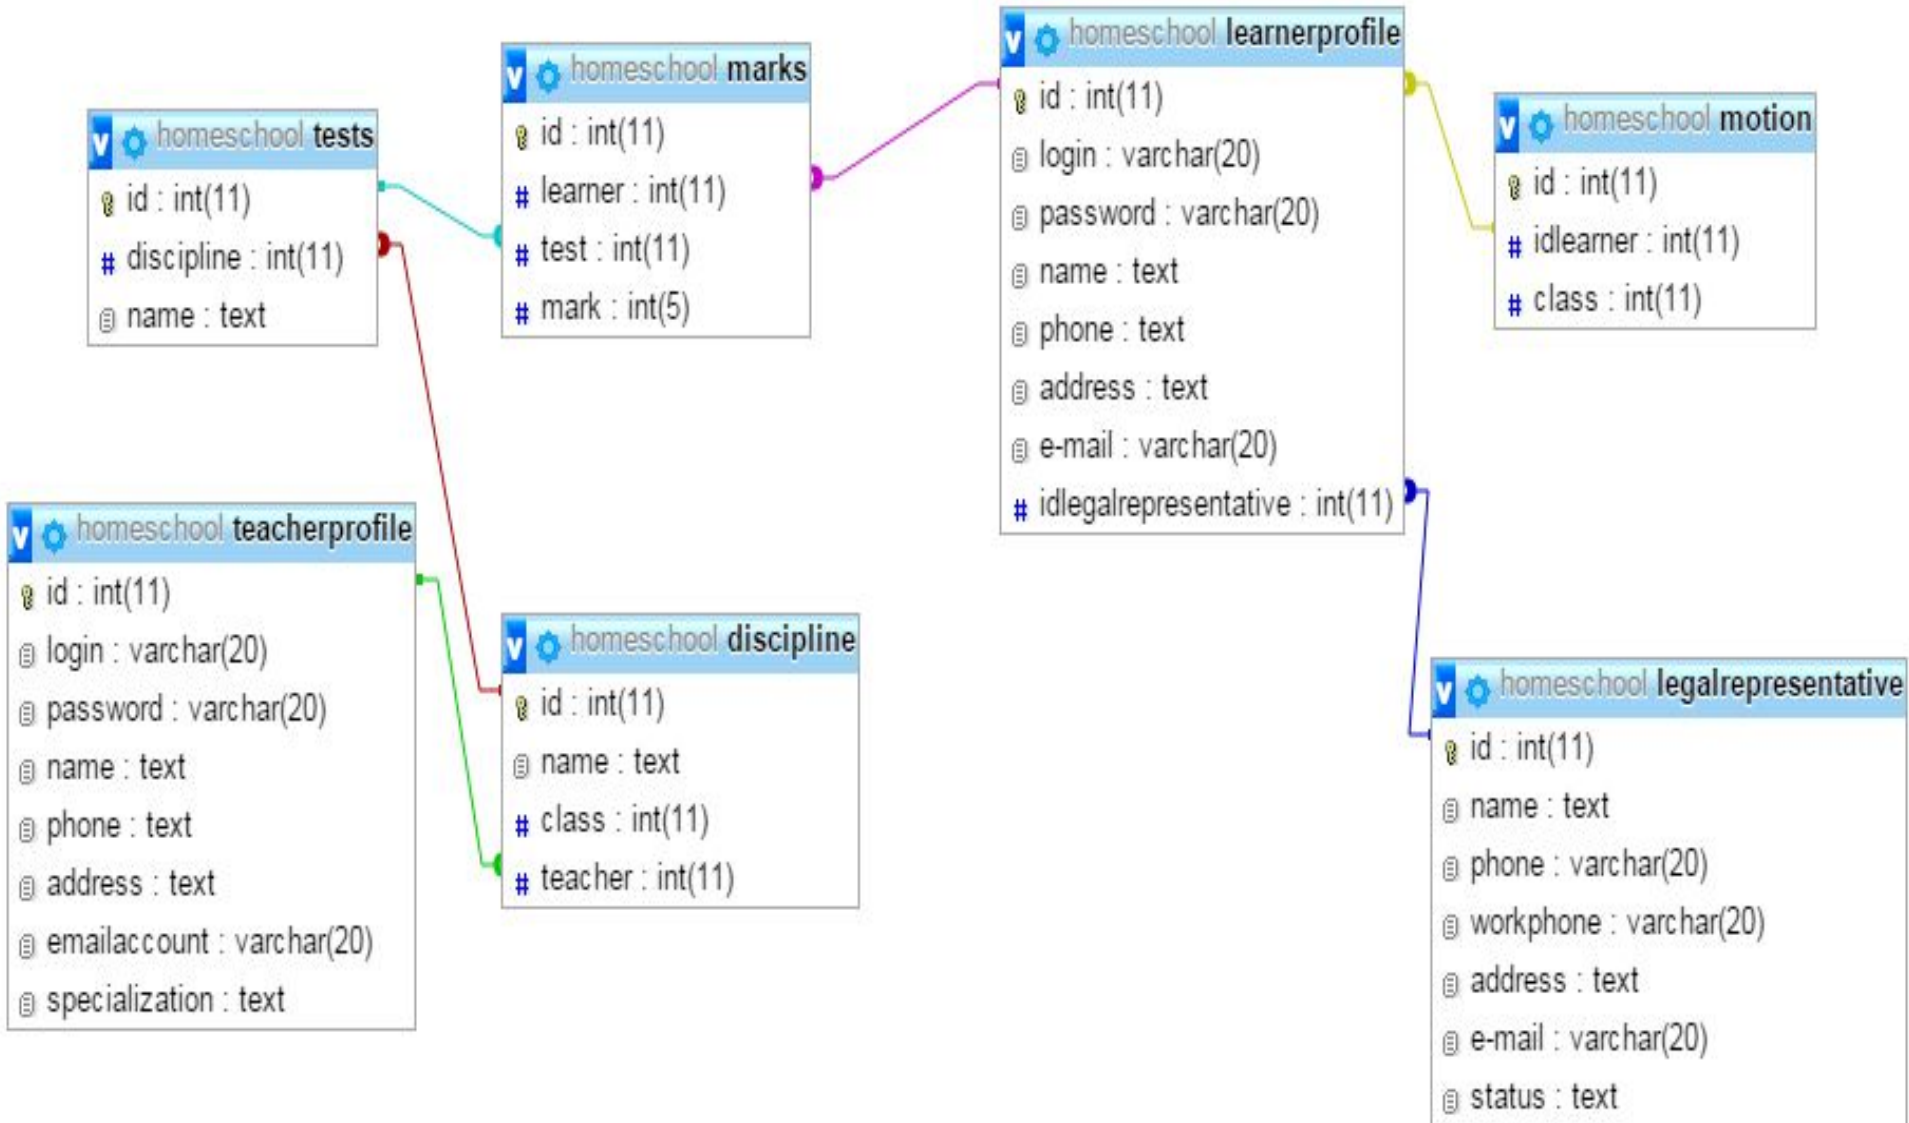 homeschool tests
id : int(11)
discipline : int(11)
name : text
homeschool marks
id : int(11)
learner : int(11)
test : int(11)
mark : int(5)
homeschool learnerprofile
id : int(11)
login : varchar(20)
password : varchar(20)
name : text
phone : text
address : text
e-mail : varchar(20)
idlegalrepresentative : int(11)
homeschool motion
id : int(11)
idlearner : int(11)
class : int(11)
homeschool teacherprofile
id : int(11)
login : varchar(20)
password : varchar(20)
name : text
phone : text
address : text
emailaccount : varchar(20)
specialization : text
homeschool discipline
id : int(11)
name : text
class : int(11)
teacher : int(11)
homeschool legalrepresentative
id : int(11)
name : text
phone : varchar(20)
workphone : varchar(20)
address : text
e-mail : varchar(20)
status : text